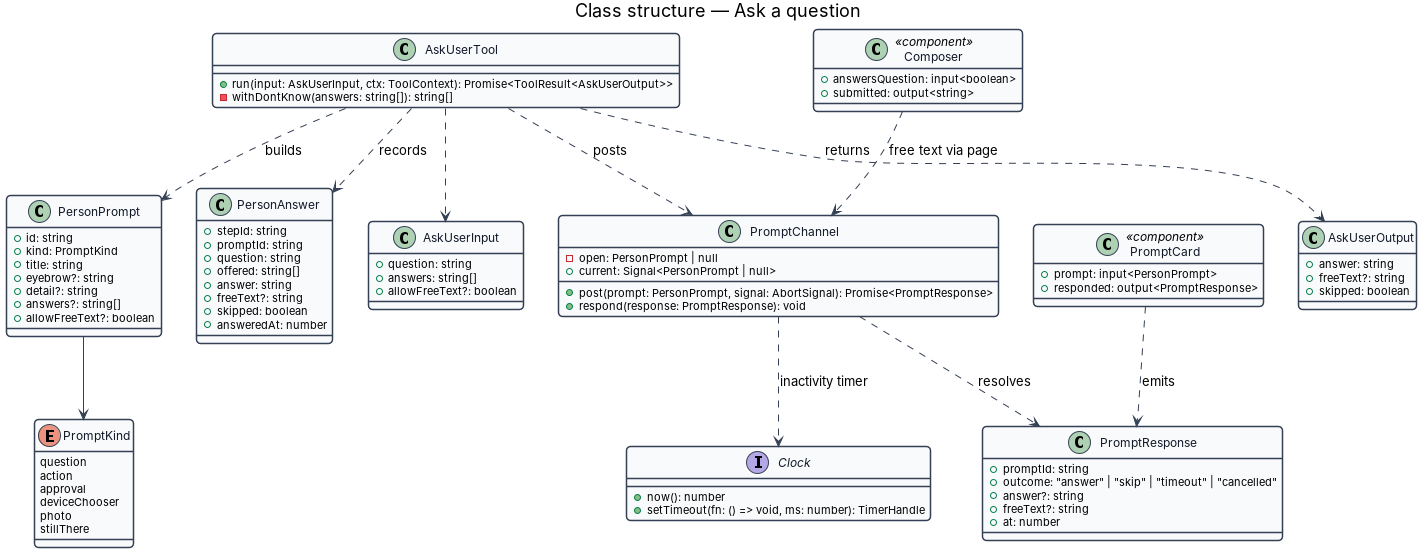 Class structure — Ask a question
C AskUserTool
run(input: AskUserInput, ctx: ToolContext): Promise<ToolResult<AskUserOutput>>
withDontKnow(answers: string[]): string[]
C «component»
Composer
answersQuestion: input<boolean>
submitted: output<string>
builds
records
posts
returns
free text via page
C PersonPrompt
id: string
kind: PromptKind
title: string
eyebrow?: string
detail?: string
answers?: string[]
allowFreeText?: boolean
C PersonAnswer
stepId: string
promptId: string
question: string
offered: string[]
answer: string
freeText?: string
skipped: boolean
answeredAt: number
C AskUserInput
question: string
answers: string[]
allowFreeText?: boolean
C PromptChannel
open: PersonPrompt | null
current: Signal<PersonPrompt | null>
post(prompt: PersonPrompt, signal: AbortSignal): Promise<PromptResponse>
respond(response: PromptResponse): void
C «component»
PromptCard
prompt: input<PersonPrompt>
responded: output<PromptResponse>
C AskUserOutput
answer: string
freeText?: string
skipped: boolean
inactivity timer
resolves
emits
E PromptKind
question
action
approval
deviceChooser
photo
stillThere
I Clock
now(): number
setTimeout(fn: () => void, ms: number): TimerHandle
C PromptResponse
promptId: string
outcome: "answer" | "skip" | "timeout" | "cancelled"
answer?: string
freeText?: string
at: number